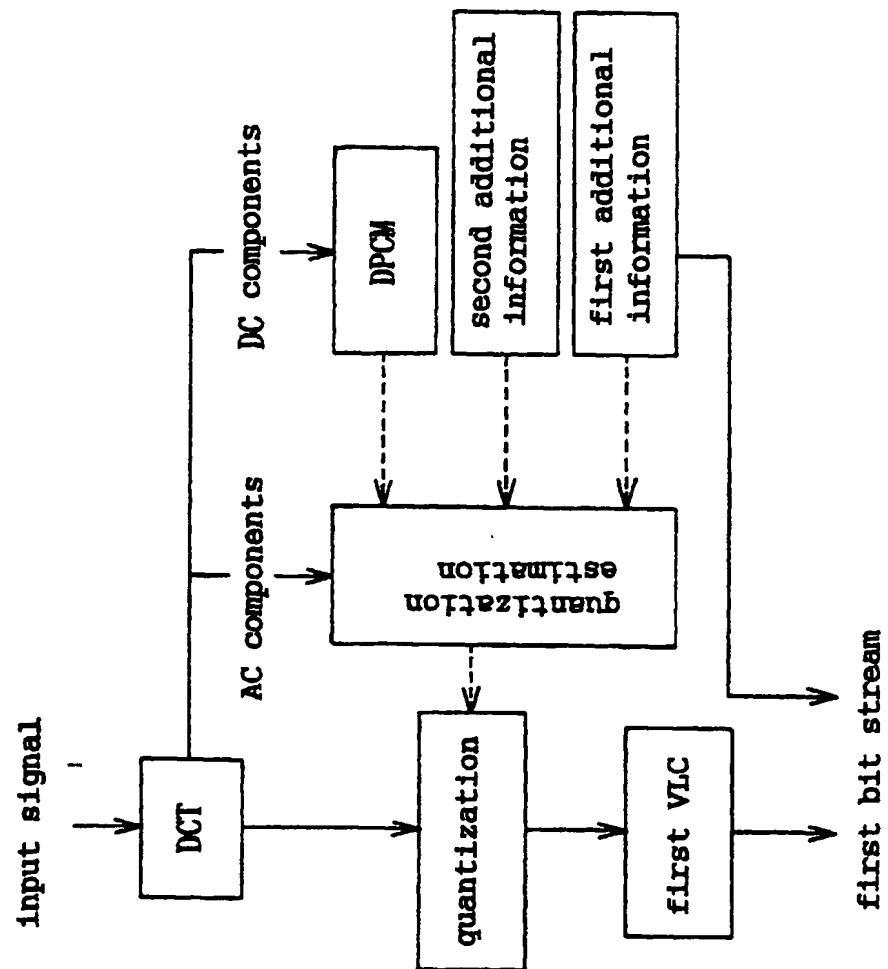 input signal
DCT
AC components
DC components
quantization
estimation
DPCM
second additional
information
first additional
information
quantization
first VLC
first bit stream